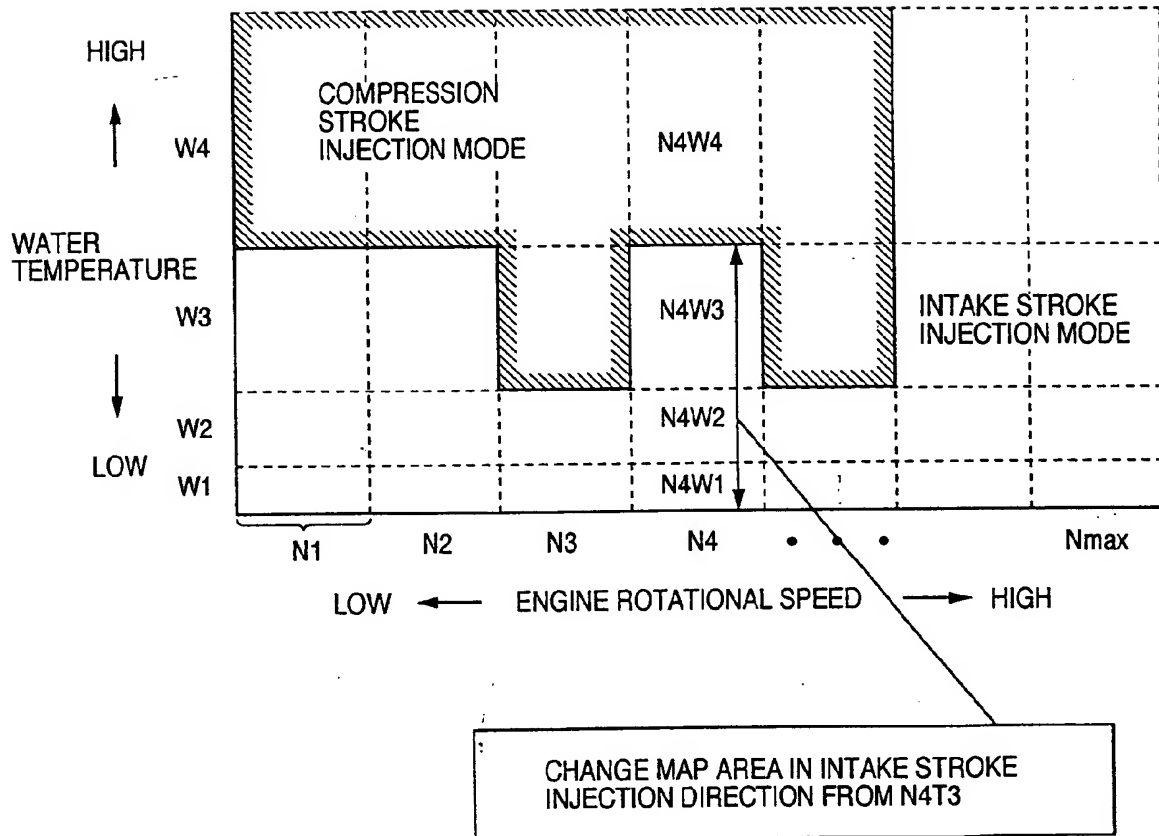 HIGH
COMPRESSION
STROKE
INJECTION MODE
W4
N4W4
WATER
TEMPERATURE
W3
N4W3
INTAKE STROKE
INJECTION MODE
W2
N4W2
LOW
W1
N4W1
N1 N2 N3 N4 • • • Nmax
LOW ENGINE ROTATIONAL SPEED HIGH
CHANGE MAP AREA IN INTAKE STROKE
INJECTION DIRECTION FROM N4T3